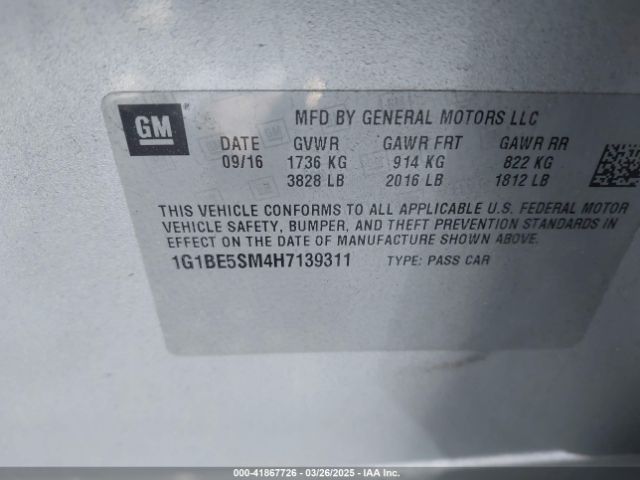 GM
MFD BY GENERAL MOTORS LLC
DATE GVWR GAWR FRT GAWR RR
09/16 1736 KG 914 KG 822 KG
3828 LB 2016 LB 1812 LB
THIS VEHICLE CONFORMS TO ALL APPLICABLE U.S. FEDERAL MOTOR
VEHICLE SAFETY, BUMPER, AND THEFT PREVENTION STANDARDS IN
EFFECT ON THE DATE OF MANUFACTURE SHOWN ABOVE.
1G1BE5SM4H7139311 TYPE: PASS CAR
000-41867726 - 03/26/2025 - IAAI.COM